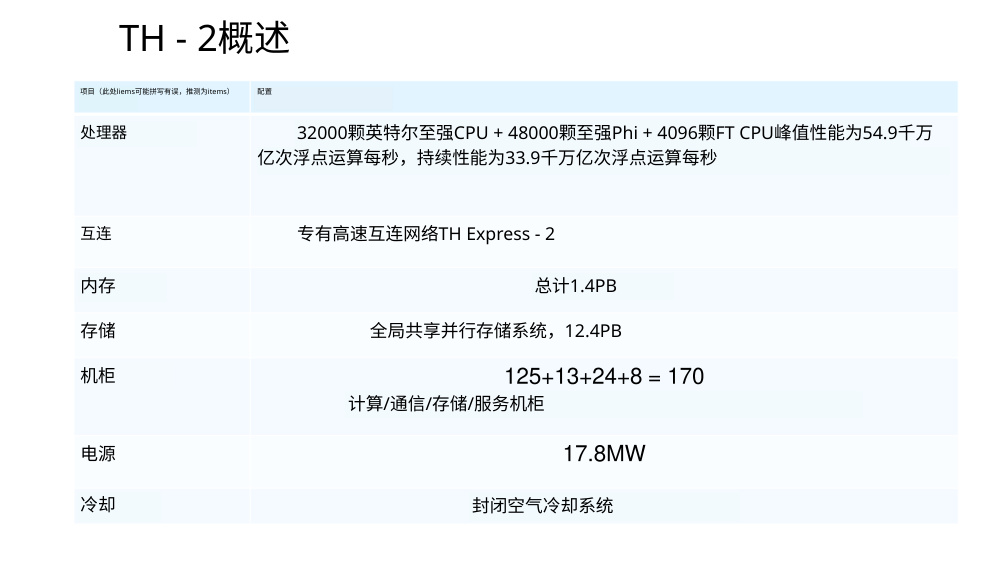 TH - 2概述
项目（此处liems可能拼写有误，推测为items）
配置
处理器
32000颗英特尔至强CPU + 48000颗至强Phi + 4096颗FT CPU峰值性能为54.9千万
亿次浮点运算每秒，持续性能为33.9千万亿次浮点运算每秒
互连
专有高速互连网络TH Express - 2
内存
总计1.4PB
存储
全局共享并行存储系统，12.4PB
机柜
125+13+24+8 = 170
计算/通信/存储/服务机柜
电源
17.8MW
冷却
封闭空气冷却系统